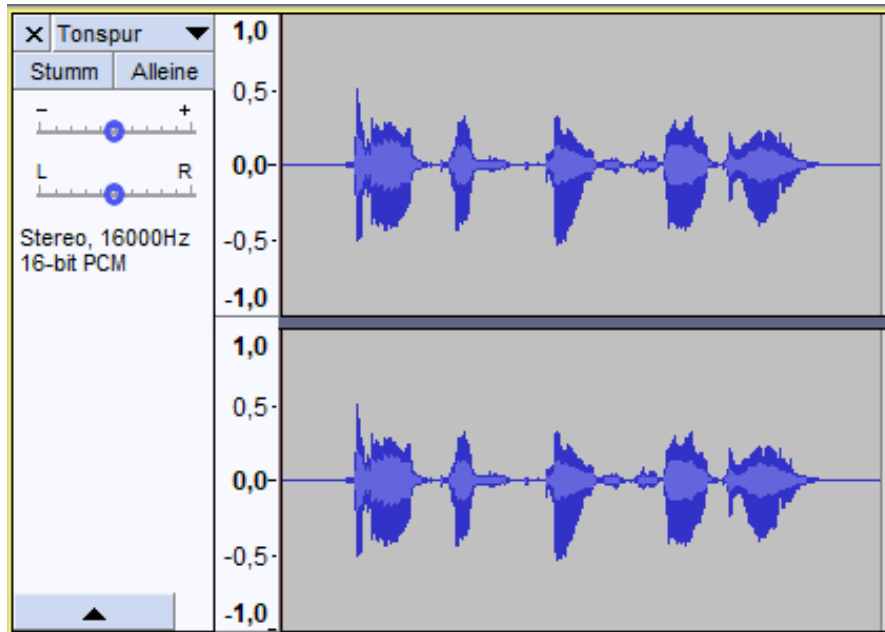 × Tonspur ▼
Stumm Alleine
- +
L R
Stereo, 16000Hz
16-bit PCM
▲
1,0
0,5-
0,0-
-0,5-
-1,0
1,0
0,5-
0,0-
-0,5-
-1,0